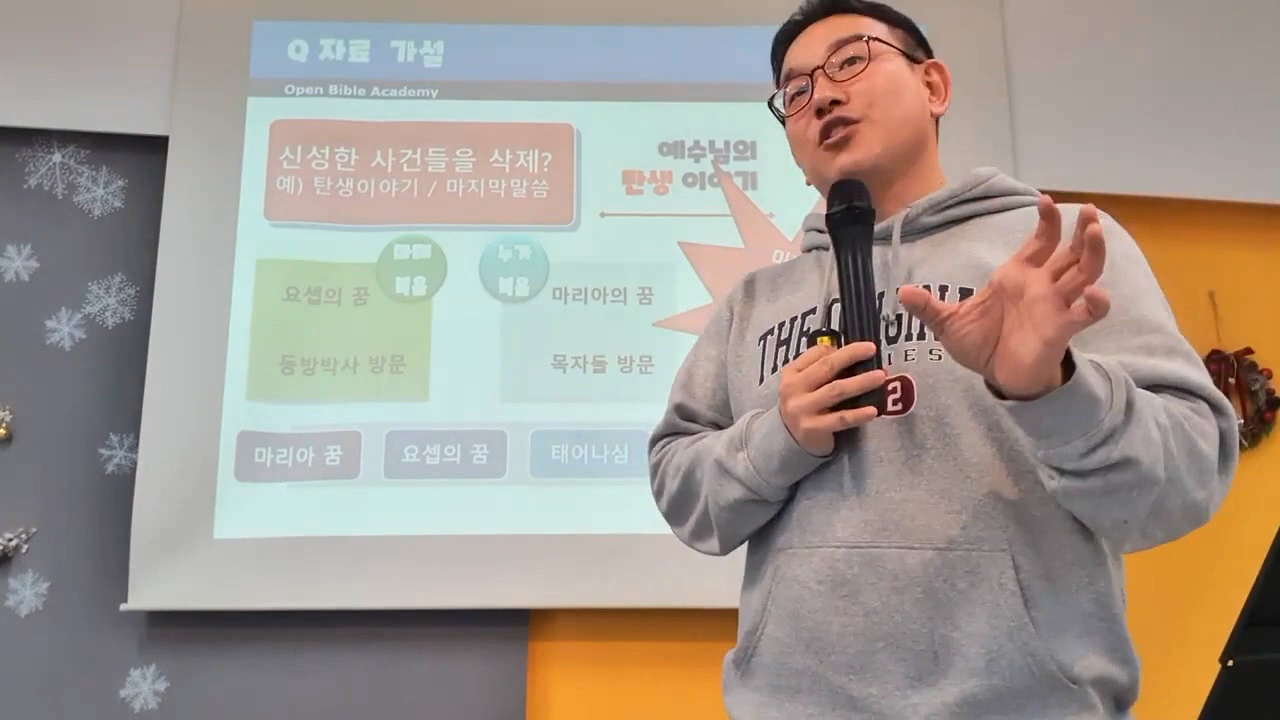 Q 자료 가설
Open Bible Academy
신성한 사건들을 삭제?
예) 탄생이야기 / 마지막말씀
예수님의
탄생 이야기
마태
복음
누가
복음
요셉의 꿈
마리아의 꿈
동방박사 방문
목자들 방문
마리아 꿈
요셉의 꿈
태어나심
THE
2